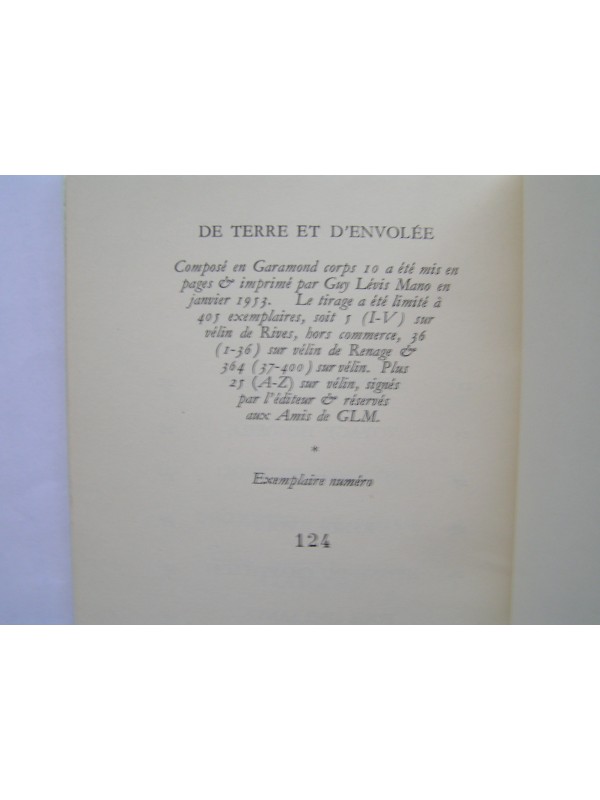 DE TERRE ET D'ENVOLÉE
Composé en Garamond corps 10 a été mis en
pages & imprimé par Guy Lévis Mano en
janvier 1953. Le tirage a été limité à
405 exemplaires, soit 5 (I-V) sur
vélin de Rives, hors commerce, 36
(1-36) sur vélin de Renage &
364 (37-400) sur vélin. Plus
25 (A-Z) sur vélin, signés
par l'éditeur & réservés
aux Amis de GLM.
*
Exemplaire numéro
124